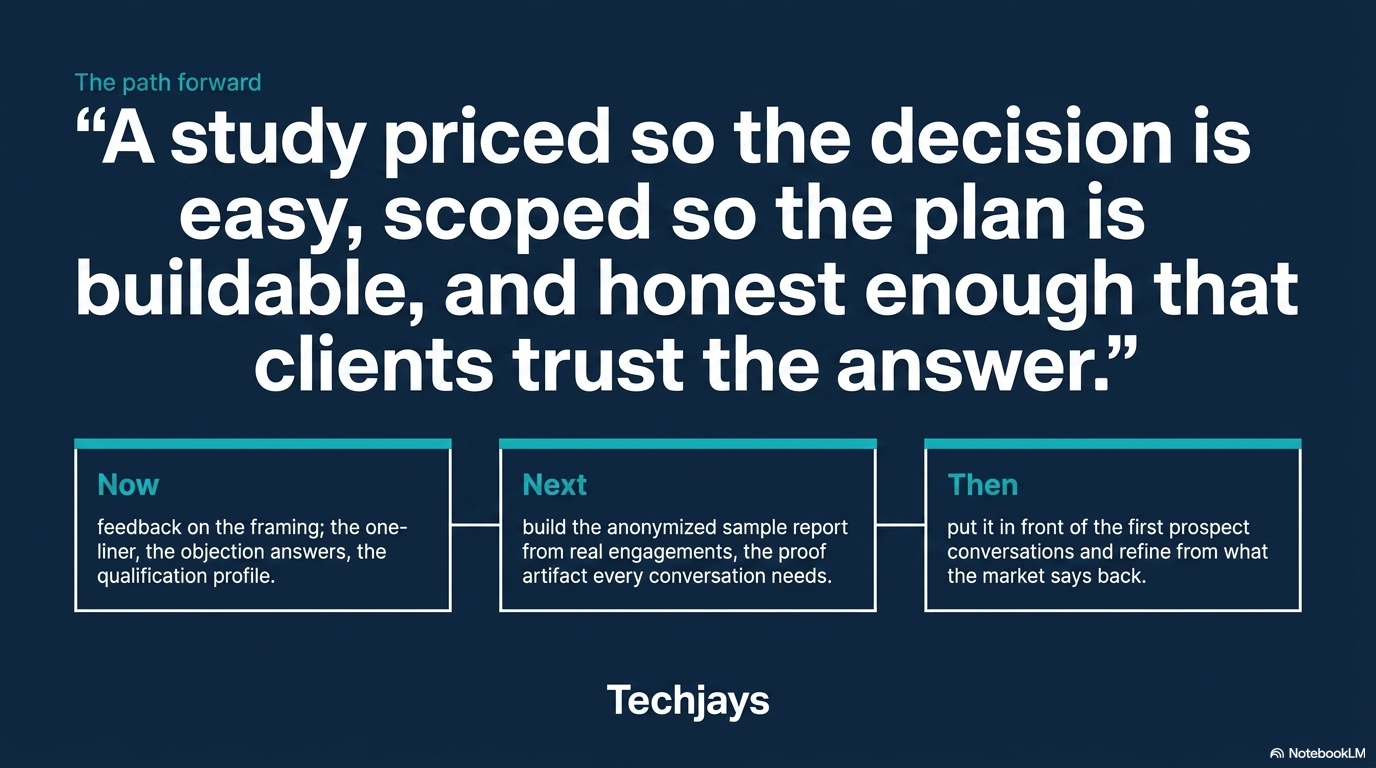 The path forward
“A study priced so the decision is
easy, scoped so the plan is
buildable, and honest enough that
clients trust the answer.”
Now
feedback on the framing; the one-
liner, the objection answers, the
qualification profile.
Next
build the anonymized sample report
from real engagements, the proof
artifact every conversation needs.
Then
put it in front of the first prospect
conversations and refine from what
the market says back.
Techjays
NotebookLM